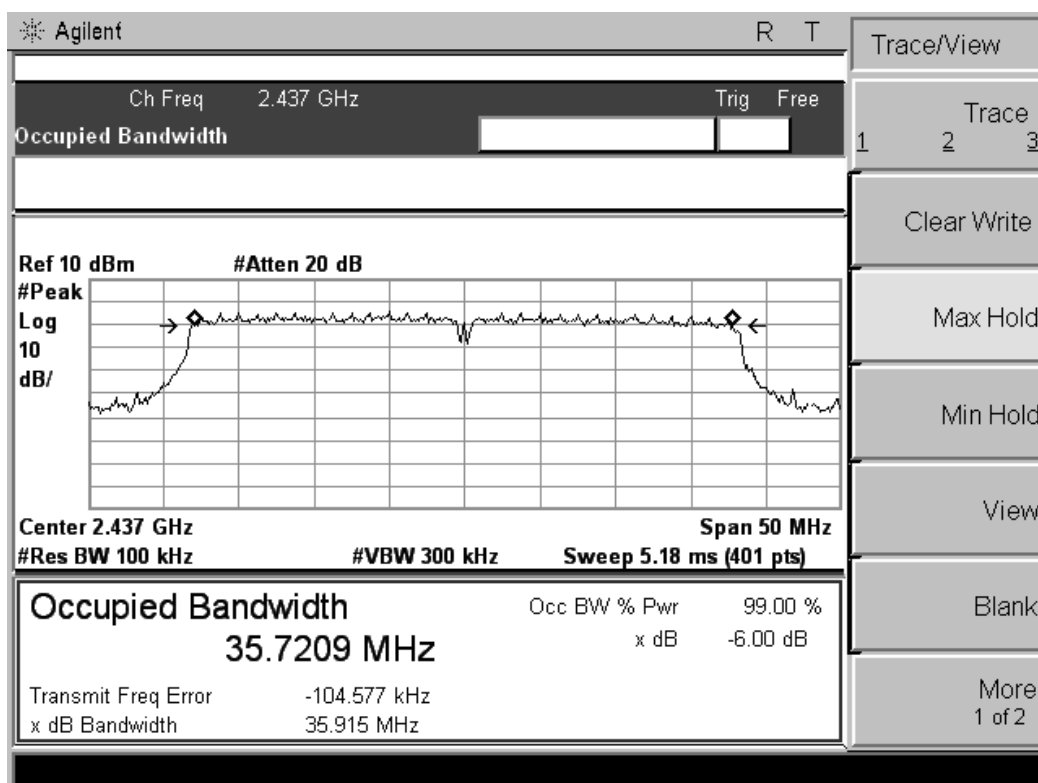 Agilent R T
Trace/View
Ch Freq 2.437 GHz Trig Free
Occupied Bandwidth
Trace
1 2 3
Clear Write
Ref 10 dBm #Atten 20 dB
#Peak
Log
10
dB/
Max Hold
Min Hold
View
Center 2.437 GHz Span 50 MHz
#Res BW 100 kHz #VBW 300 kHz Sweep 5.18 ms (401 pts)
Occupied Bandwidth Occ BW % Pwr 99.00 %
35.7209 MHz x dB -6.00 dB
Blank
Transmit Freq Error -104.577 kHz
x dB Bandwidth 35.915 MHz
More
1 of 2